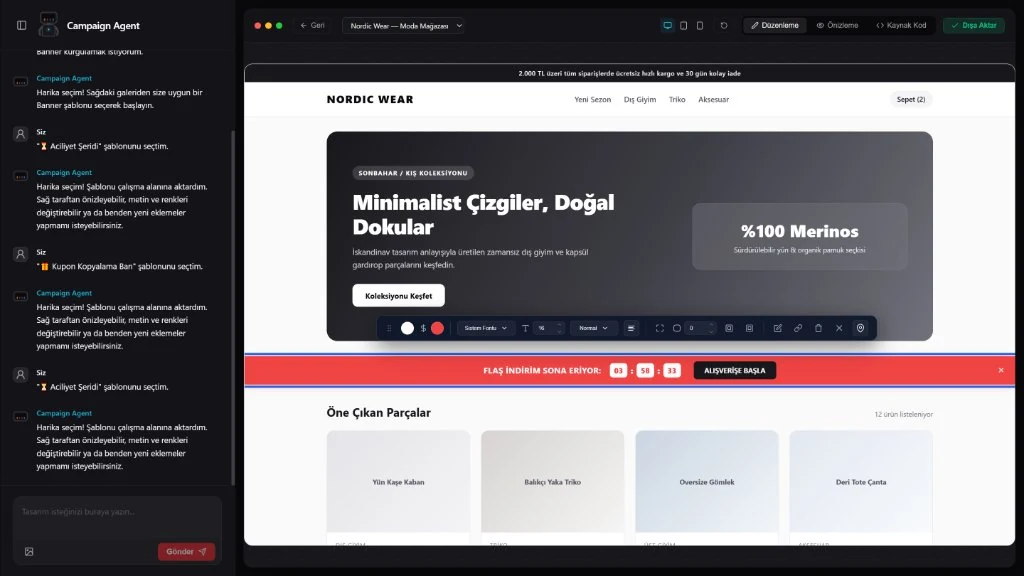 Campaign Agent
Banner kurgulamak istiyorum.
Campaign Agent
Harika seçim! Sağdaki galeriden size uygun bir
Banner şablonu seçerek başlayın.
Siz
"⏳ Aciliyet Şeridi" şablonunu seçtim.
Campaign Agent
Harika seçim! Şablonu çalışma alanına aktardım.
Sağ taraftan önizleyebilir, metin ve renkleri
değiştirebilir ya da benden yeni eklemeler
yapmamı isteyebilirsiniz.
Siz
"🎁 Kupon Kopyalama Barı" şablonunu seçtim.
Campaign Agent
Harika seçim! Şablonu çalışma alanına aktardım.
Sağ taraftan önizleyebilir, metin ve renkleri
değiştirebilir ya da benden yeni eklemeler
yapmamı isteyebilirsiniz.
Siz
"⏳ Aciliyet Şeridi" şablonunu seçtim.
Campaign Agent
Harika seçim! Şablonu çalışma alanına aktardım.
Sağ taraftan önizleyebilir, metin ve renkleri
değiştirebilir ya da benden yeni eklemeler
yapmamı isteyebilirsiniz.
Tasarım isteğinizi buraya yazın...
Gönder
← Geri
Nordic Wear — Moda Mağazası
Düzenleme
Önizleme
Kaynak Kod
Dışa Aktar
2.000 TL üzeri tüm siparişlerde ücretsiz hızlı kargo ve 30 gün kolay iade
NORDIC WEAR
Yeni Sezon Dış Giyim Triko Aksesuar
Sepet (2)
SONBAHAR / KIŞ KOLEKSİYONU
Minimalist Çizgiler, Doğal
Dokular
İskandinav tasarım anlayışıyla üretilen zamansız dış giyim ve kapsül
gardırop parçalarını keşfedin.
Koleksiyonu Keşfet
%100 Merinos
Sürdürülebilir yün & organik pamuk seçkisi
Sistem Fontu
16
Normal
0
FLAŞ İNDİRİM SONA ERİYOR: 03 : 58 : 33 ALIŞVERİŞE BAŞLA
Öne Çıkan Parçalar
12 ürün listeleniyor
Yün Kaşe Kaban
Balıkçı Yaka Triko
Oversize Gömlek
Deri Tote Çanta
DIŞ GİYİM
TRİKO
ÜST GİYİM
AKSESUAR